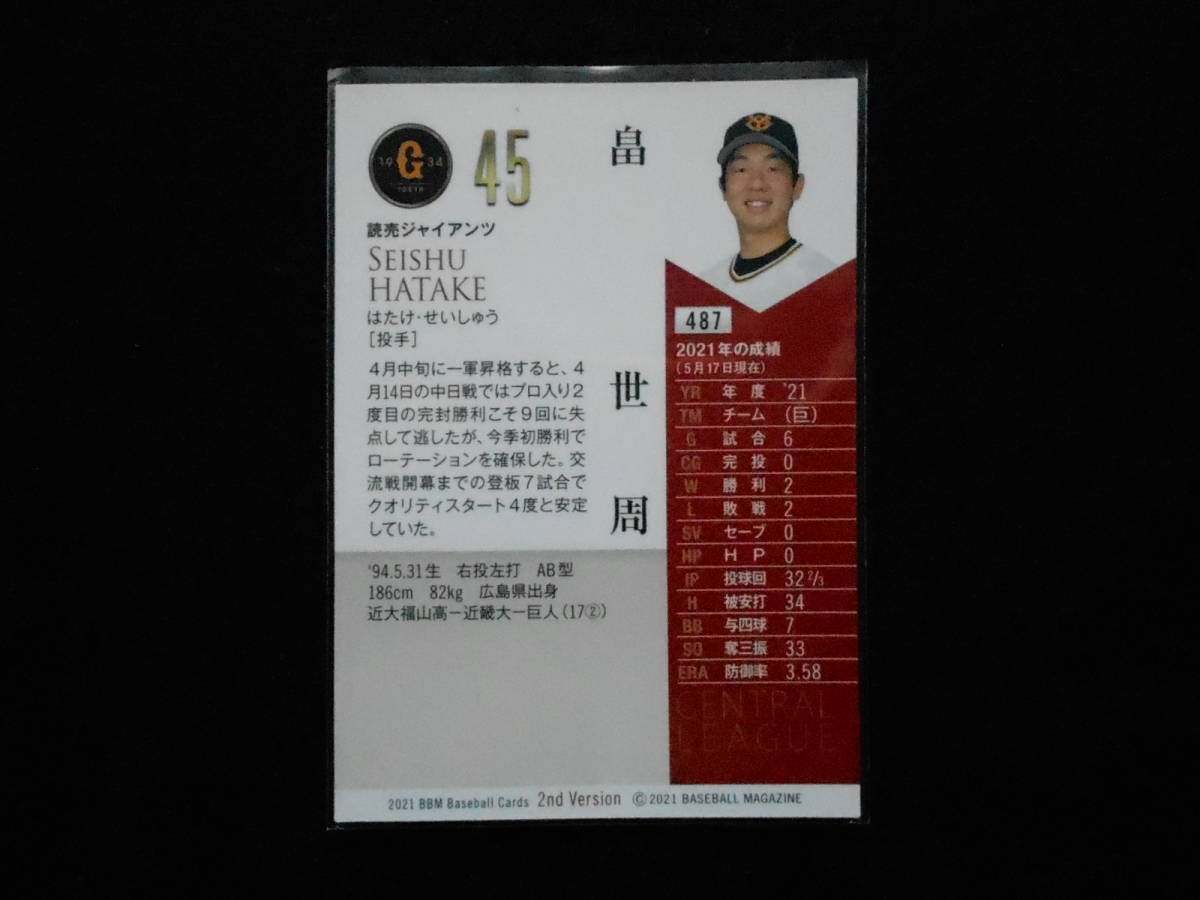 19 G 34
TOKYO
45
読売ジャイアンツ
SEISHU
HATAKE
はたけ・せいしゅう
[投手]
畠世周
4月中旬に一軍昇格すると、4
月14日の中日戦ではプロ入り2
度目の完封勝利こそ9回に失
点して逃したが、今季初勝利で
ローテーションを確保した。交
流戦開幕までの登板7試合で
クオリティスタート4度と安定
していた。
'94.5.31生 右投左打 AB型
186cm 82kg 広島県出身
近大福山高ー近畿大ー巨人(17②)
487
2021年の成績
(5月17日現在)
YR 年度 '21
TM チーム (巨)
G 試合 6
CG 完投 0
W 勝利 2
L 敗戦 2
SV セーブ 0
HP HP 0
IP 投球回 32 2/3
H 被安打 34
BB 与四球 7
SO 奪三振 33
ERA 防御率 3.58
CENTRAL
LEAGUE
2021 BBM Baseball Cards 2nd Version ©2021 BASEBALL MAGAZINE